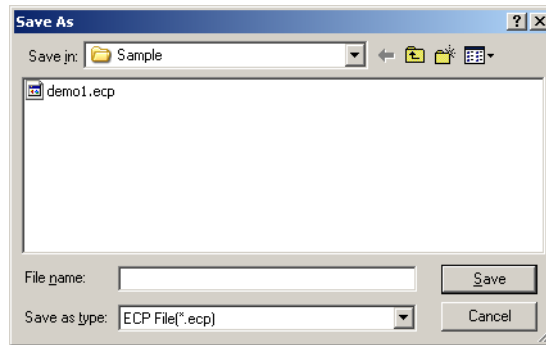 Save As
Save in: Sample
demo1.ecp
File name:
Save
Save as type: ECP File(*.ecp)
Cancel